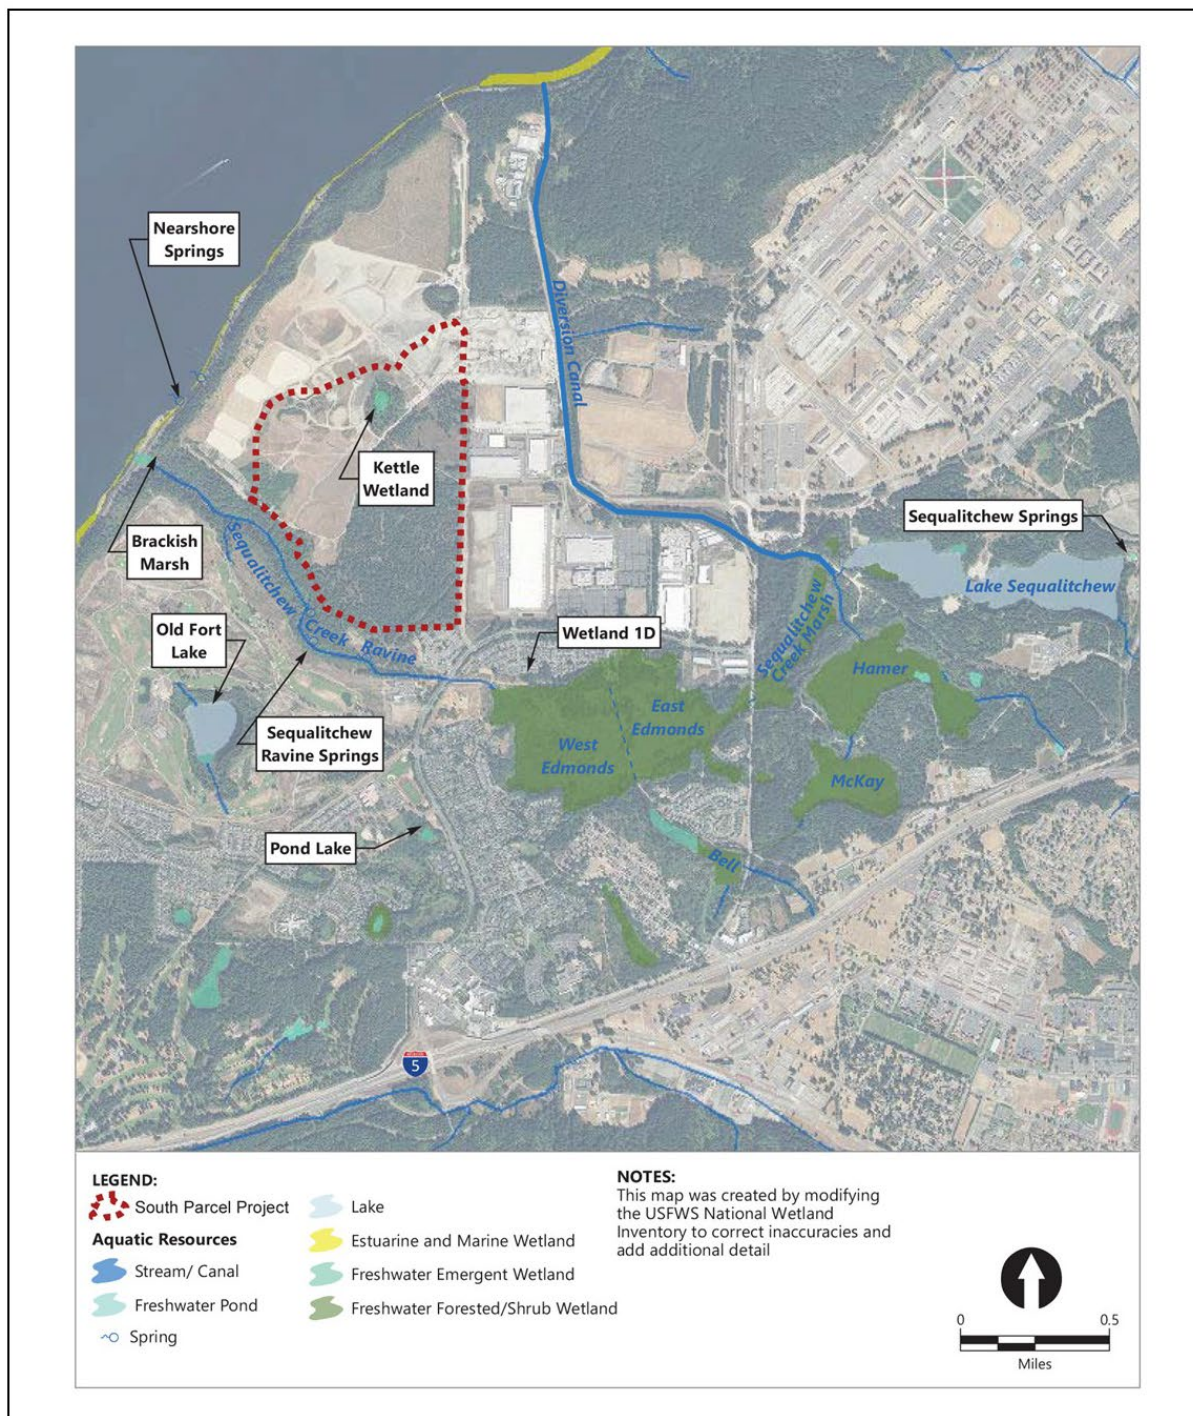 Nearshore
Springs
Diversion Canal
Kettle
Wetland
Brackish
Marsh
Sequalitchew Creek Ravine
Sequalitchew Springs
Lake Sequalitchew
Sequalitchew
Creek Marsh
Old Fort
Lake
Wetland 1D
Hamer
East
Edmonds
West
Edmonds
Sequalitchew
Ravine Springs
McKay
Pond Lake
Bell
5
LEGEND:
South Parcel Project
Aquatic Resources
Stream/ Canal
Freshwater Pond
Spring
Lake
Estuarine and Marine Wetland
Freshwater Emergent Wetland
Freshwater Forested/Shrub Wetland
NOTES:
This map was created by modifying
the USFWS National Wetland
Inventory to correct inaccuracies and
add additional detail
0 0.5
Miles